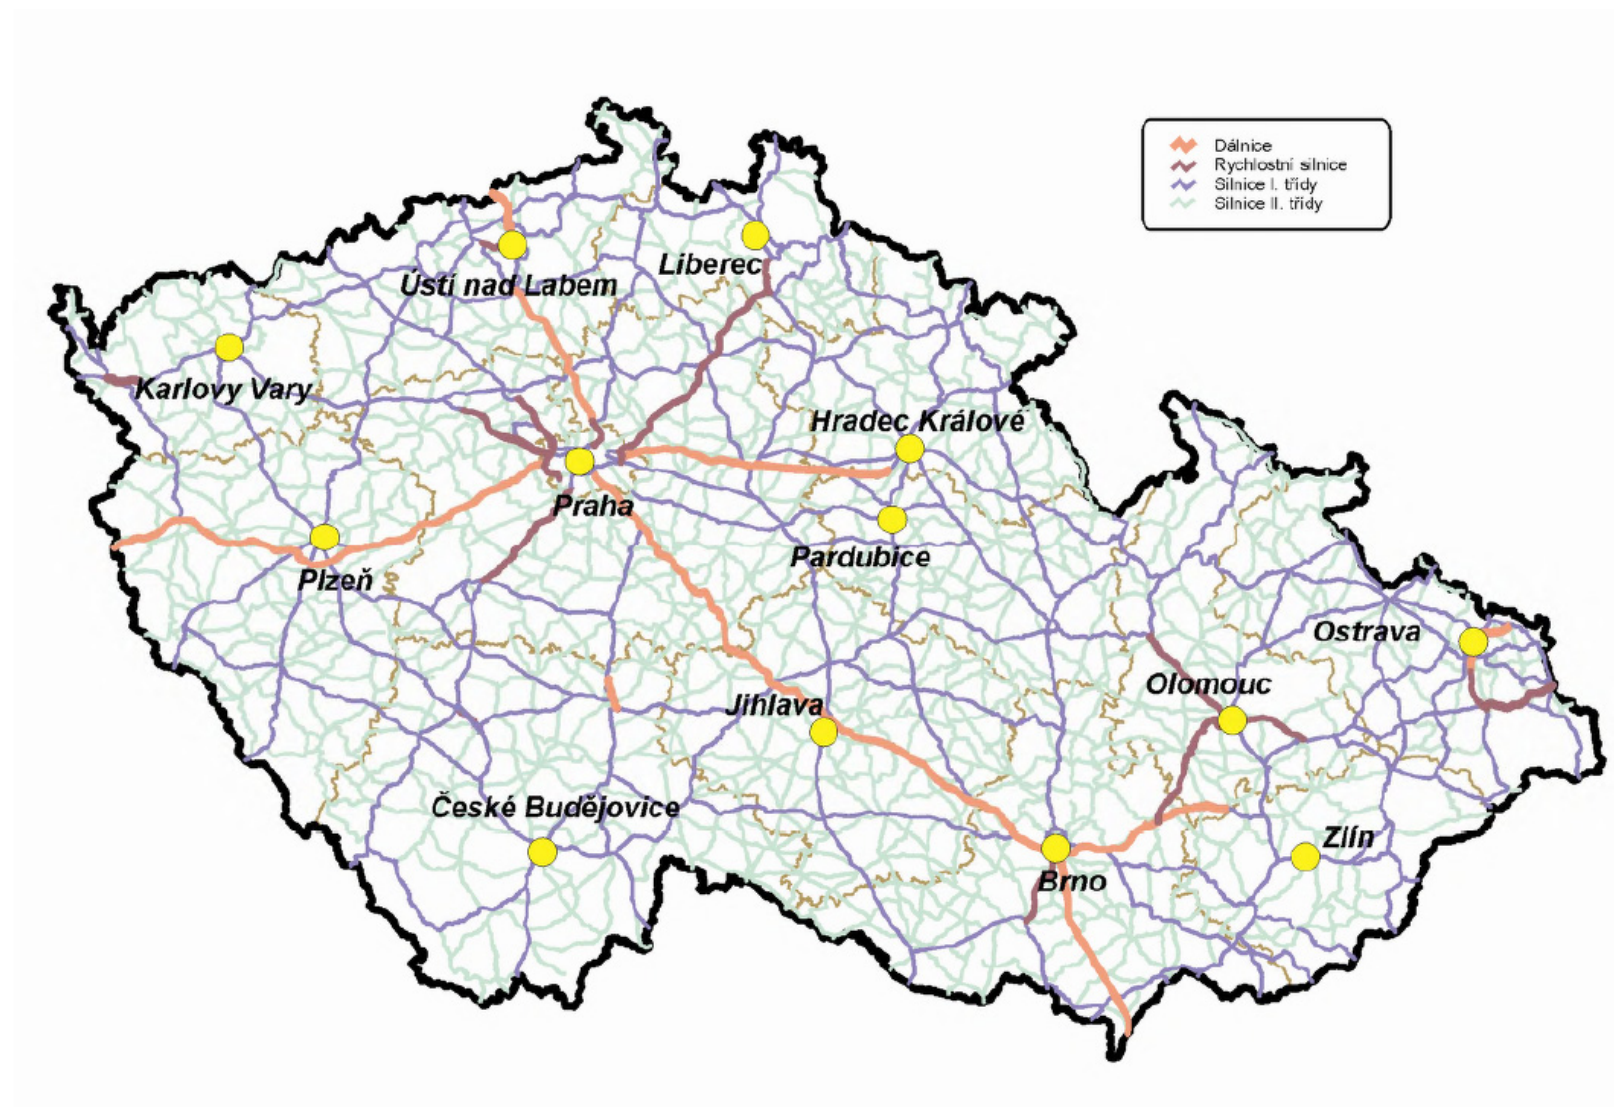 Dálnice
Rychlostní silnice
Silnice I. třídy
Silnice II. třídy
Liberec
Ústí nad Labem
Karlovy Vary
Hradec Králové
Praha
Pardubice
Plzeň
Ostrava
Olomouc
Jihlava
České Budějovice
Zlín
Brno